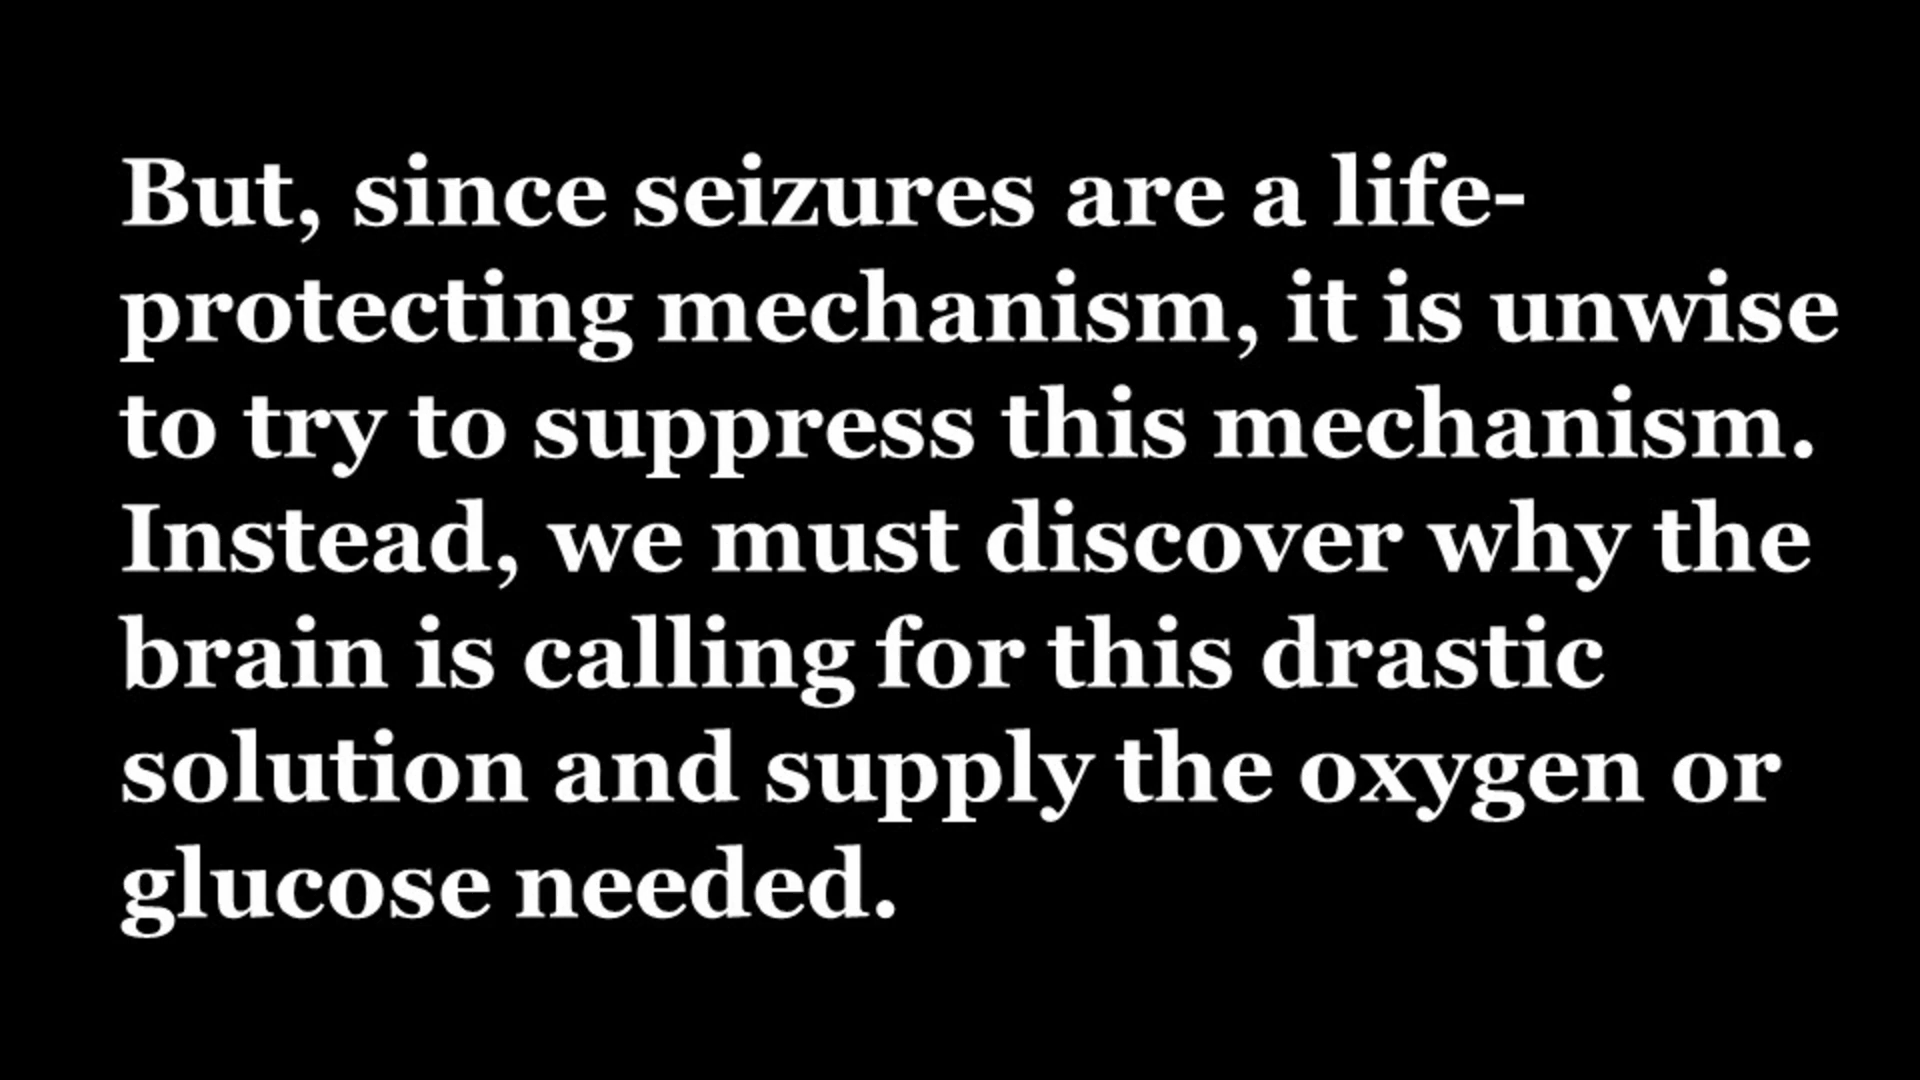 But, since seizures are a life-
protecting mechanism, it is unwise
to try to suppress this mechanism.
Instead, we must discover why the
brain is calling for this drastic
solution and supply the oxygen or
glucose needed.